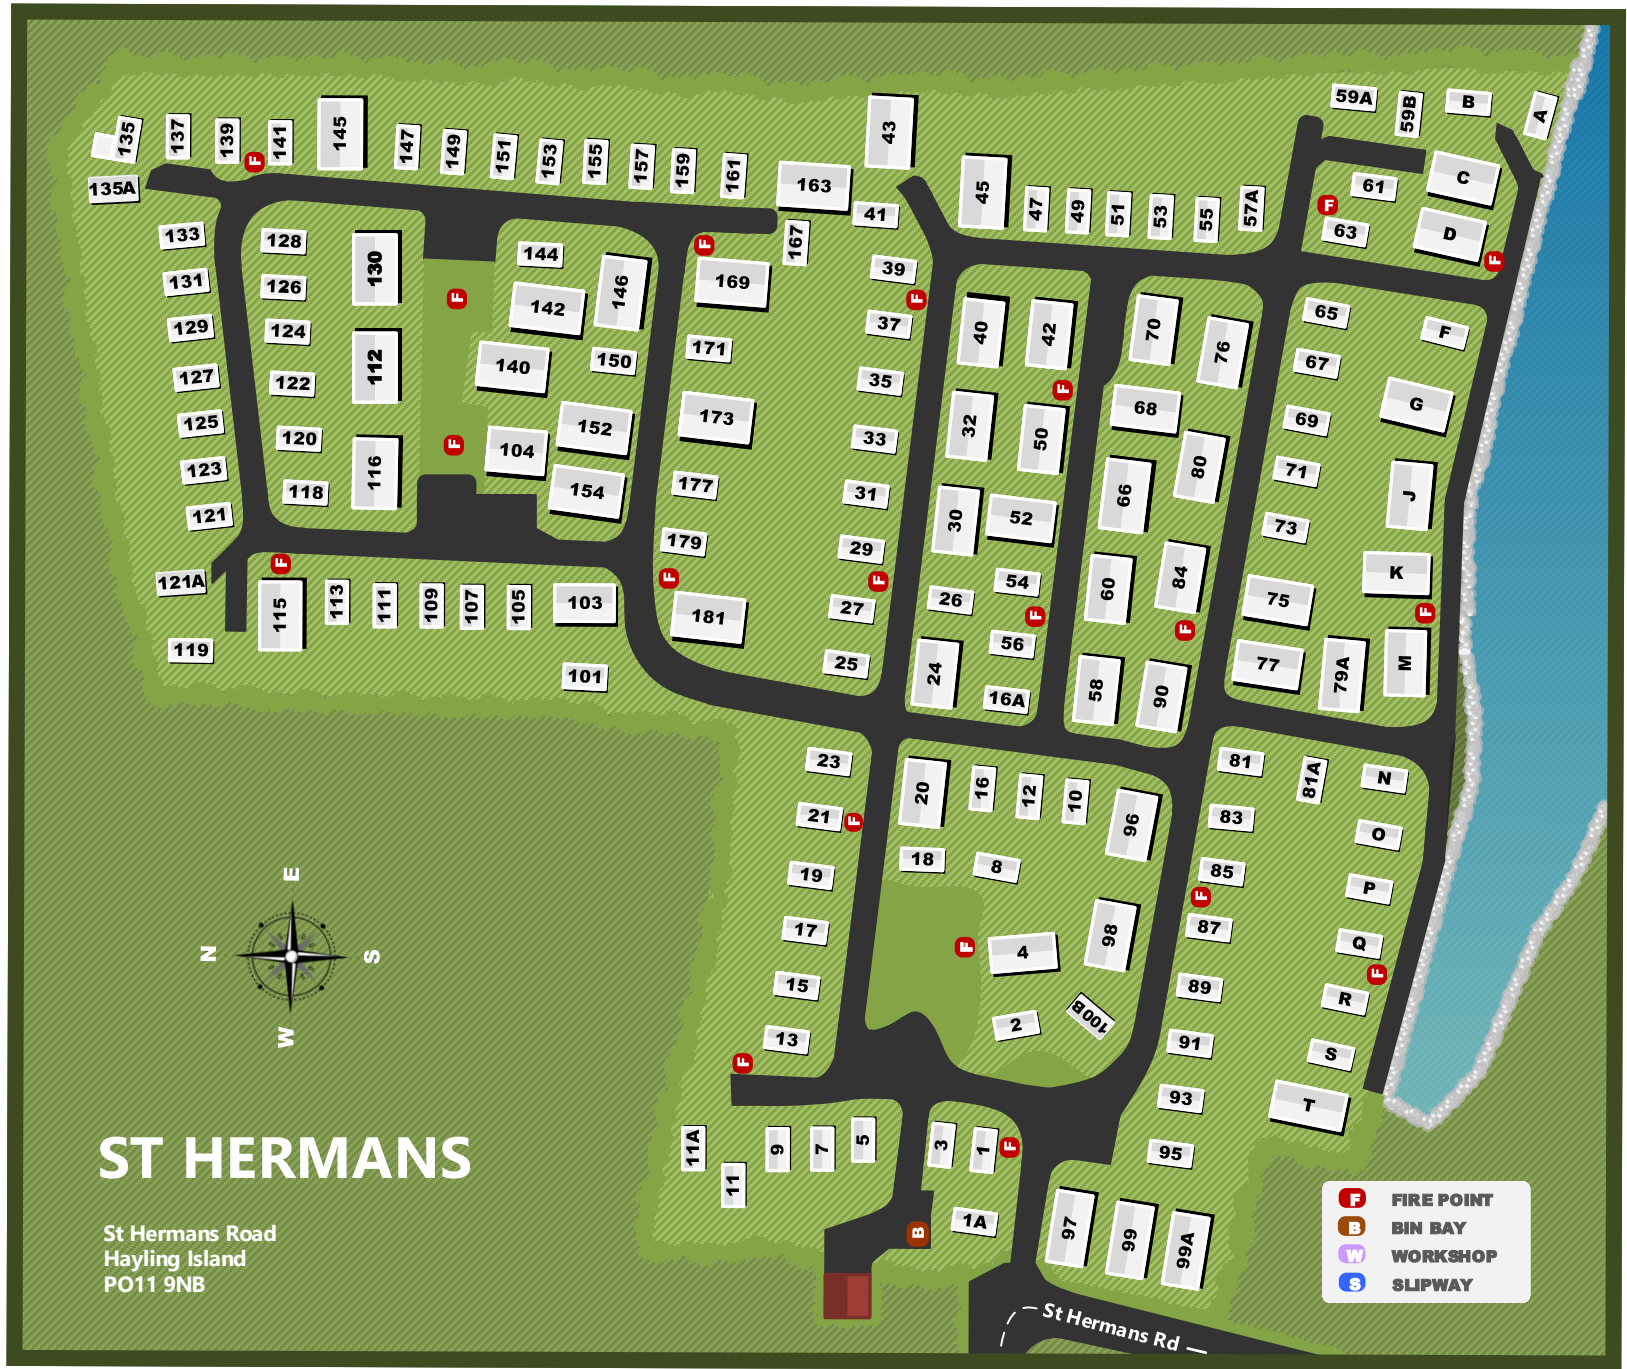 59A
59B
B
A
135
137
139
F
141
145
147
149
151
153
155
157
159
161
163
43
41
45
47
49
51
53
55
57A
61
C
F
63
D
F
135A
133
131
129
127
125
123
121
121A
119
128
126
124
122
120
118
130
112
116
F
F
144
142
146
140
150
152
104
154
F
167
169
171
173
177
179
F
181
39
F
37
35
33
31
29
F
27
25
40
42
F
32
50
30
52
26
54
F
56
24
16A
70
76
68
80
66
60
84
F
58
90
65
67
69
71
73
75
77
79A
F
G
J
K
F
M
F
115
113
111
109
107
105
103
101
23
21
F
19
17
15
13
F
20
16
12
10
96
18
8
98
F
4
2
100B
81
81A
83
85
F
87
89
91
93
95
N
O
P
Q
F
R
S
T
E
N
S
W
11A
11
9
7
5
3
1
F
1A
B
97
99
99A
ST HERMANS
St Hermans Road
Hayling Island
PO11 9NB
F FIRE POINT
B BIN BAY
W WORKSHOP
S SLIPWAY
St Hermans Rd